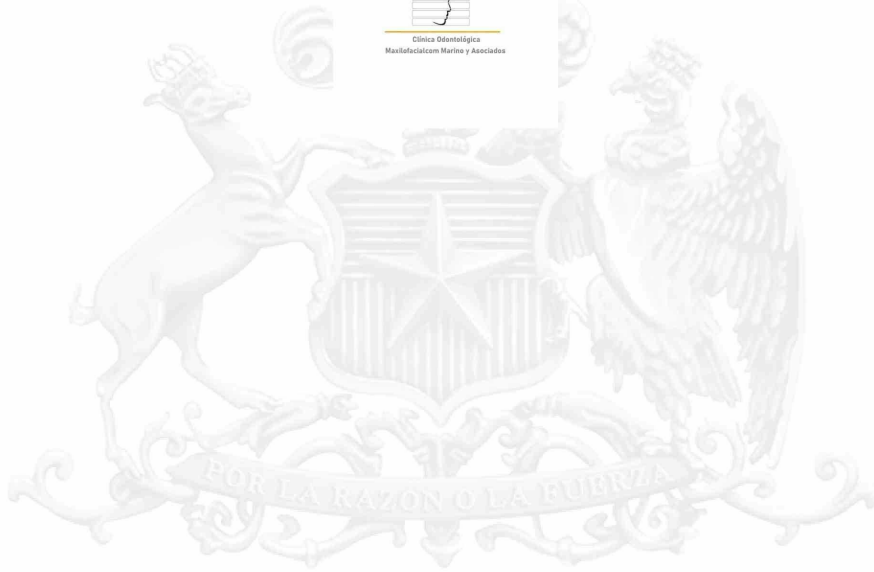 Clínica Odontológica
Maxilofacialcom Marino y Asociados
POR LA RAZON O LA FUERZA